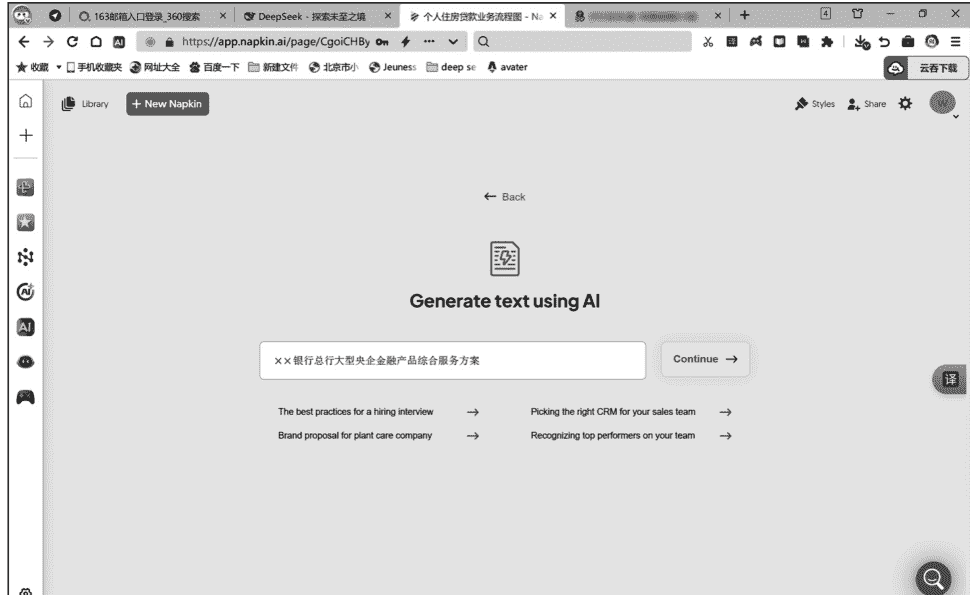 163邮箱入口登录_360搜索 × DeepSeek - 探索未至之境 × 个人住房贷款业务流程图 - Na × × + 4
AI https://app.napkin.ai/page/CgoiCHBy
收藏 手机收藏夹 网址大全 百度一下 新建文件 北京市小 Jeuness deep se avater 云吞下载
Library + New Napkin Styles Share W
← Back
Generate text using AI
××银行总行大型央企金融产品综合服务方案 Continue →
The best practices for a hiring interview → Picking the right CRM for your sales team →
Brand proposal for plant care company → Recognizing top performers on your team →
AI
AI
译